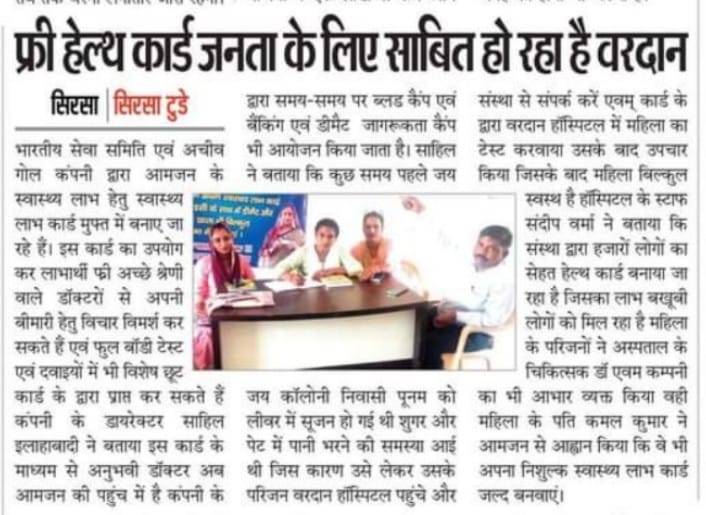 फ्री हेल्थ कार्ड जनता के लिए साबित हो रहा है वरदान
सिरसा | सिरसा टुडे
भारतीय सेवा समिति एवं अचीव
गोल कंपनी द्वारा आमजन के
स्वास्थ्य लाभ हेतु स्वास्थ्य
लाभ कार्ड मुफ्त में बनाए जा
रहे हैं। इस कार्ड का उपयोग
कर लाभार्थी फ्री अच्छे श्रेणी
वाले डॉक्टरों से अपनी
बीमारी हेतु विचार विमर्श कर
सकते हैं एवं फुल बॉडी टेस्ट
एवं दवाइयों में भी विशेष छूट
कार्ड के द्वारा प्राप्त कर सकते हैं
कंपनी के डायरेक्टर साहिल
इलाहाबादी ने बताया इस कार्ड के
माध्यम से अनुभवी डॉक्टर अब
आमजन की पहुंच में है कंपनी के
द्वारा समय-समय पर ब्लड कैंप एवं
बैंकिंग एवं डीमैट जागरूकता कैंप
भी आयोजन किया जाता है। साहिल
ने बताया कि कुछ समय पहले जय
जय कॉलोनी निवासी पूनम को
लीवर में सूजन हो गई थी शुगर और
पेट में पानी भरने की समस्या आई
थी जिस कारण उसे लेकर उसके
परिजन वरदान हॉस्पिटल पहुंचे और
संस्था से संपर्क करें एवम् कार्ड के
द्वारा वरदान हॉस्पिटल में महिला का
टेस्ट करवाया उसके बाद उपचार
किया जिसके बाद महिला बिल्कुल
स्वस्थ है हॉस्पिटल के स्टाफ
संदीप वर्मा ने बताया कि
संस्था द्वारा हजारों लोगों का
सेहत हेल्थ कार्ड बनाया जा
रहा है जिसका लाभ बखूबी
लोगों को मिल रहा है महिला
के परिजनों ने अस्पताल के
चिकित्सक डॉ एवम कम्पनी
का भी आभार व्यक्त किया वही
महिला के पति कमल कुमार ने
आमजन से आह्वान किया कि वे भी
अपना निशुल्क स्वास्थ्य लाभ कार्ड
जल्द बनवाएं।